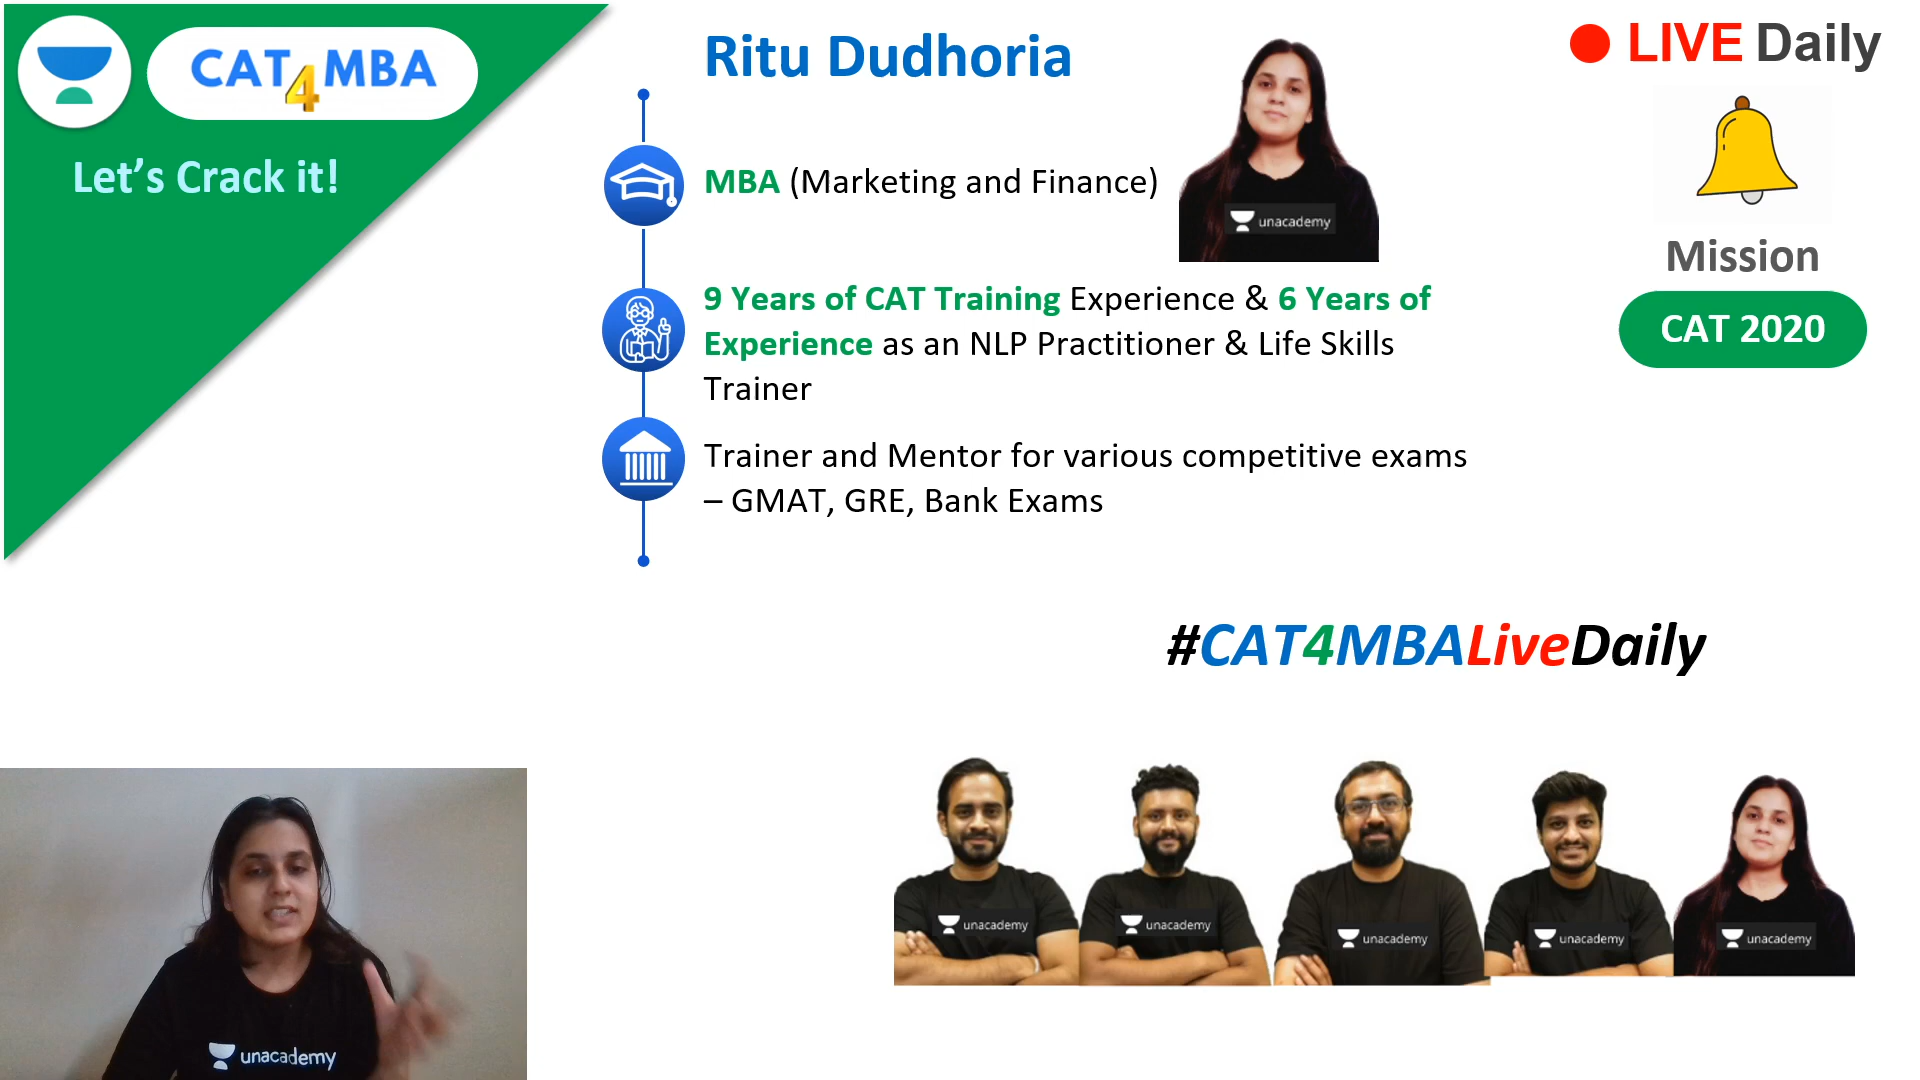 CAT4MBA
Let's Crack it!
Ritu Dudhoria
MBA (Marketing and Finance)
unacademy
9 Years of CAT Training Experience & 6 Years of
Experience as an NLP Practitioner & Life Skills
Trainer
Trainer and Mentor for various competitive exams
– GMAT, GRE, Bank Exams
LIVE Daily
Mission
CAT 2020
#CAT4MBALiveDaily
unacademy
unacademy
unacademy
unacademy
unacademy
unacademy